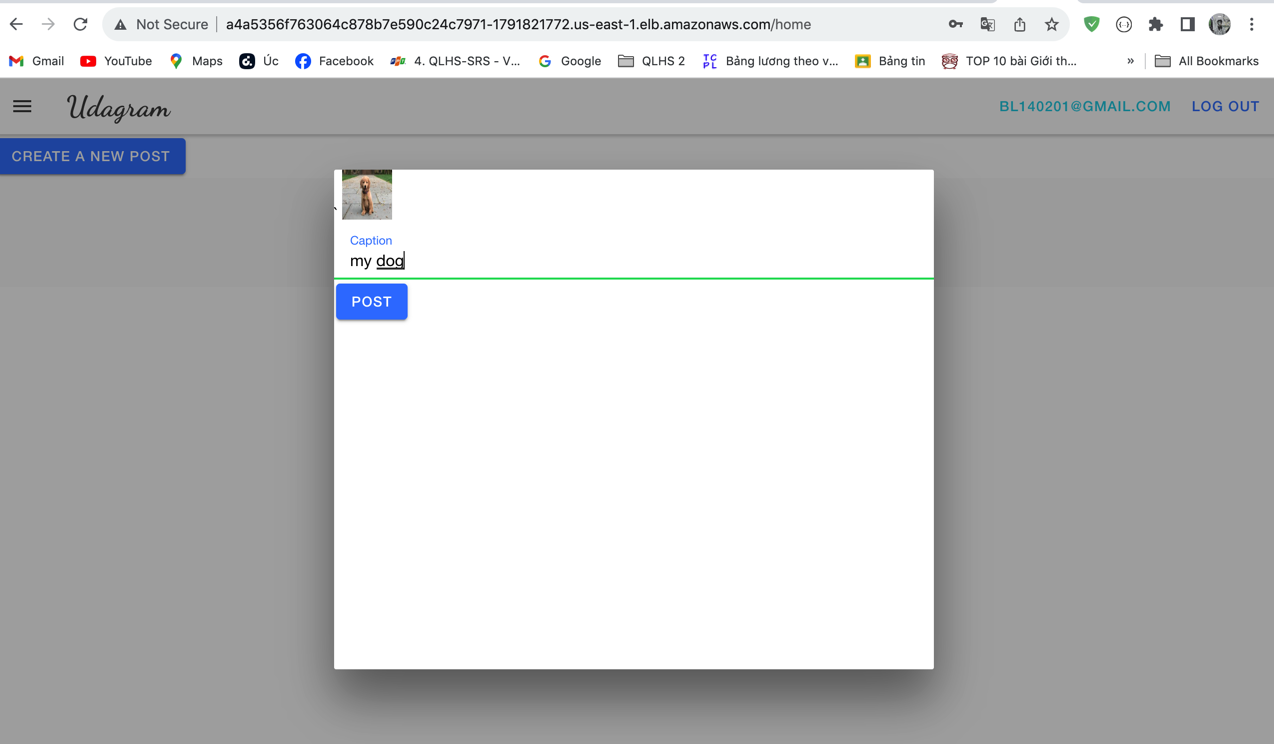 Not Secure a4a5356f763064c878b7e590c24c7971-1791821772.us-east-1.elb.amazonaws.com/home
Gmail YouTube Maps Úc Facebook 4. QLHS-SRS - V... Google QLHS 2 TCPL Bảng lương theo v... Bảng tin TOP 10 bài Giới th... » All Bookmarks
Udagram BL140201@GMAIL.COM LOG OUT
CREATE A NEW POST
Caption
my dog
POST